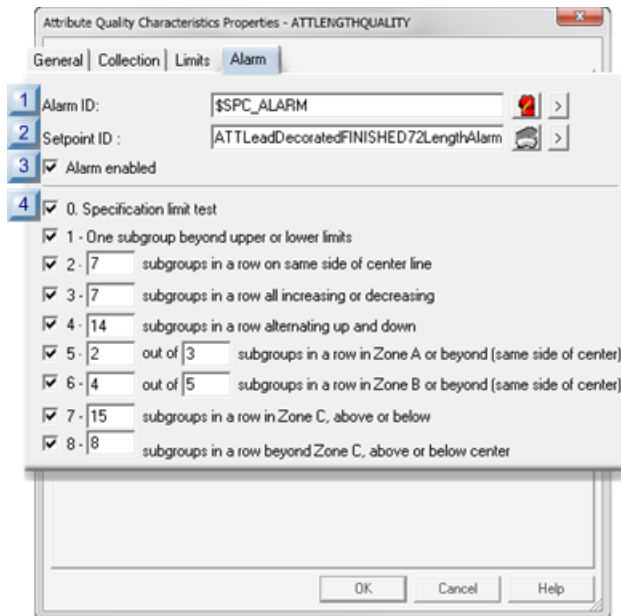 Attribute Quality Characteristics Properties - ATTLENGTHQUALITY
General Collection Limits Alarm
1 Alarm ID: $SPC_ALARM >
2 Setpoint ID : ATTLeadDecoratedFINISHED72LengthAlarm >
3 Alarm enabled
4 0. Specification limit test
1 - One subgroup beyond upper or lower limits
2 - 7 subgroups in a row on same side of center line
3 - 7 subgroups in a row all increasing or decreasing
4 - 14 subgroups in a row alternating up and down
5 - 2 out of 3 subgroups in a row in Zone A or beyond (same side of center)
6 - 4 out of 5 subgroups in a row in Zone B or beyond (same side of center)
7 - 15 subgroups in a row in Zone C, above or below
8 - 8 subgroups in a row beyond Zone C, above or below center
OK Cancel Help